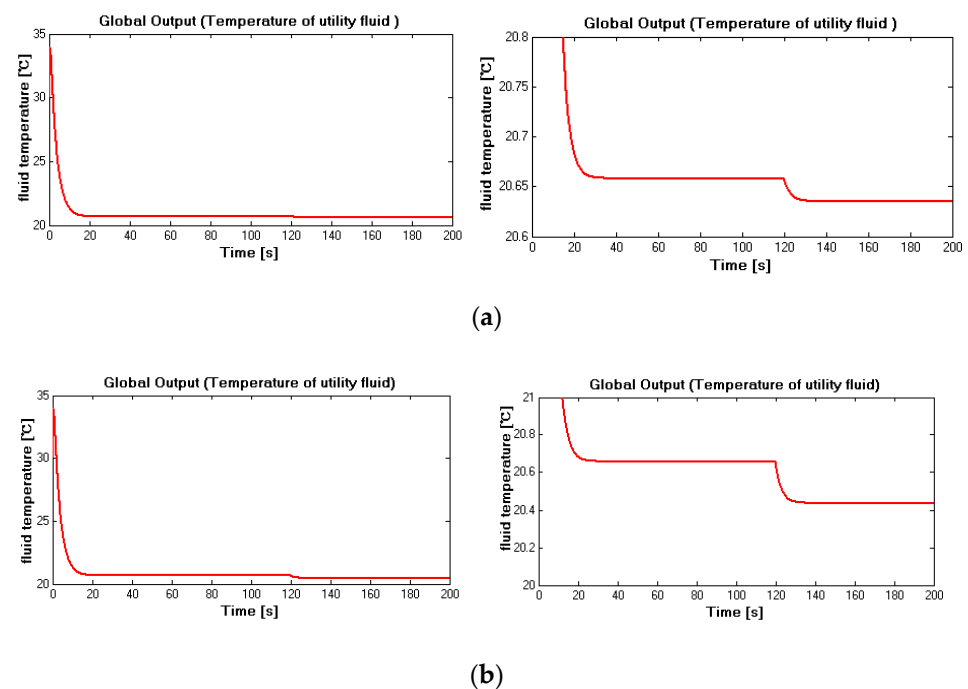 Global Output (Temperature of utility fluid )
fluid temperature [℃]
35
30
25
20
0 20 40 60 80 100 120 140 160 180 200
Time [s]
Global Output (Temperature of utility fluid )
fluid temperature [℃]
20.8
20.75
20.7
20.65
20.6
0 20 40 60 80 100 120 140 160 180 200
Time [s]
(a)
Global Output (Temperature of utility fluid)
fluid temperature [℃]
35
30
25
20
0 20 40 60 80 100 120 140 160 180 200
Time [s]
Global Output (Temperature of utility fluid)
fluid temperature [℃]
21
20.8
20.6
20.4
20.2
20
0 20 40 60 80 100 120 140 160 180 200
Time [s]
(b)